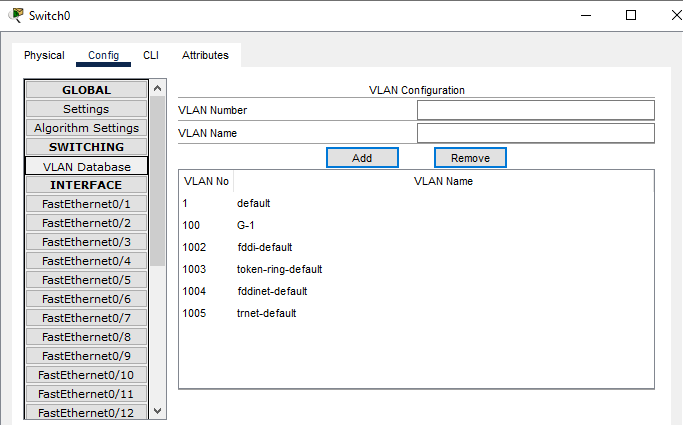 Switch0
Physical Config CLI Attributes
GLOBAL
Settings
Algorithm Settings
SWITCHING
VLAN Database
INTERFACE
FastEthernet0/1
FastEthernet0/2
FastEthernet0/3
FastEthernet0/4
FastEthernet0/5
FastEthernet0/6
FastEthernet0/7
FastEthernet0/8
FastEthernet0/9
FastEthernet0/10
FastEthernet0/11
FastEthernet0/12
VLAN Configuration
VLAN Number
VLAN Name
Add Remove
VLAN No VLAN Name
1 default
100 G-1
1002 fddi-default
1003 token-ring-default
1004 fddinet-default
1005 trnet-default